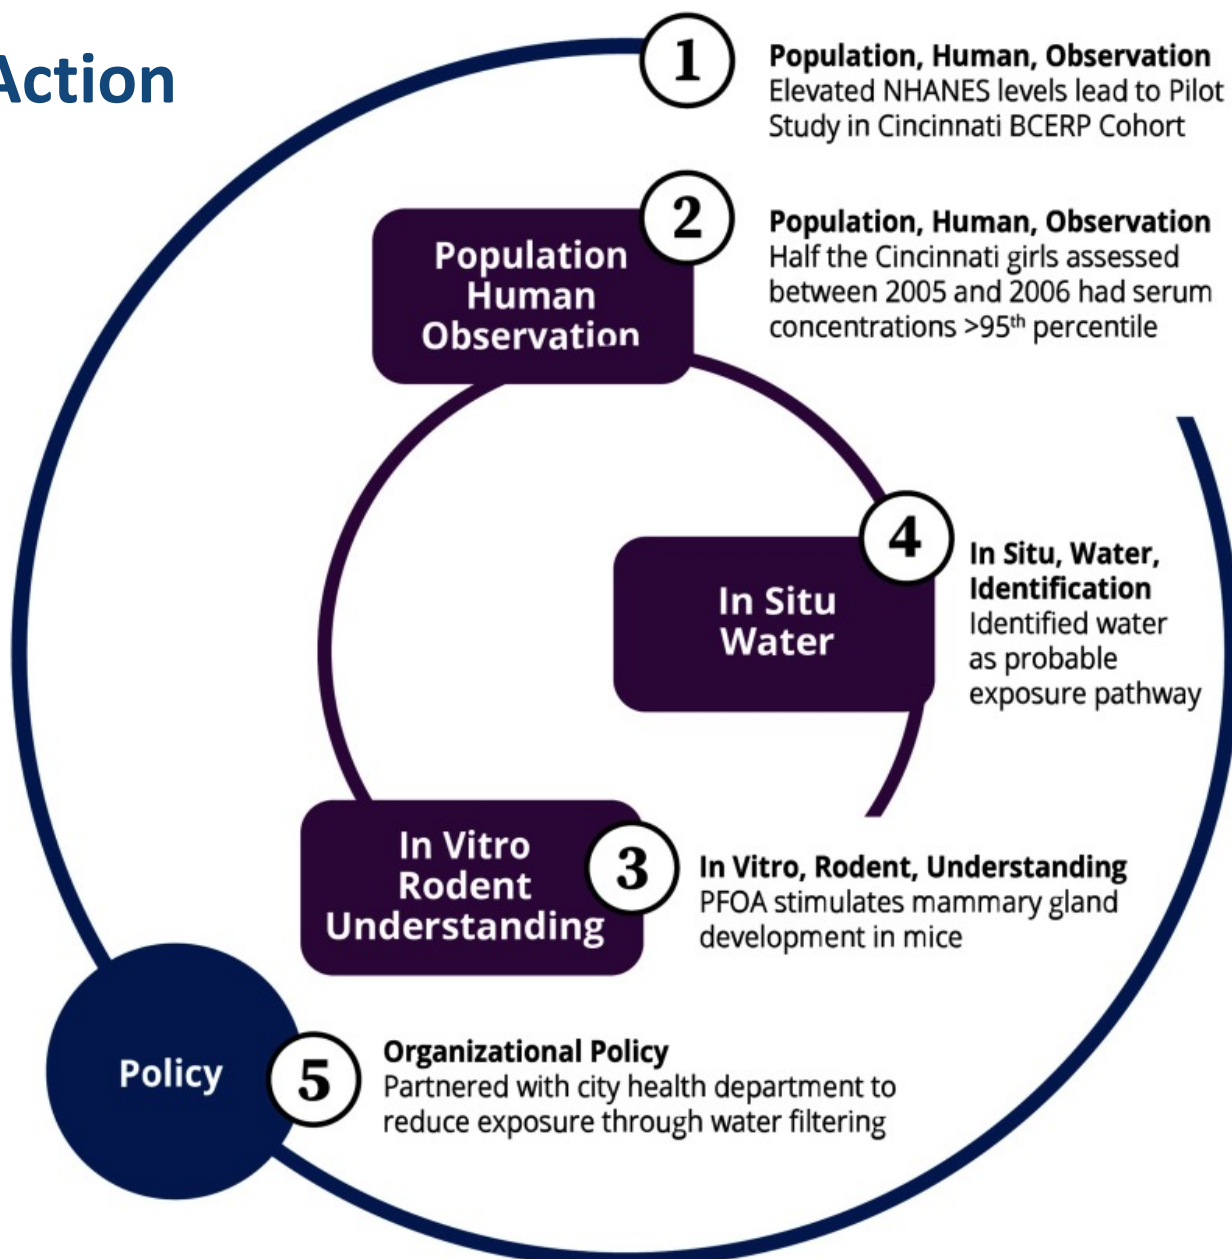 Action
1
Population, Human, Observation
Elevated NHANES levels lead to Pilot
Study in Cincinnati BCERP Cohort
2
Population, Human, Observation
Half the Cincinnati girls assessed
between 2005 and 2006 had serum
concentrations >95th percentile
Population
Human
Observation
4
In Situ, Water,
Identification
Identified water
as probable
exposure pathway
In Situ
Water
In Vitro
Rodent
Understanding
3
In Vitro, Rodent, Understanding
PFOA stimulates mammary gland
development in mice
Policy
5
Organizational Policy
Partnered with city health department to
reduce exposure through water filtering